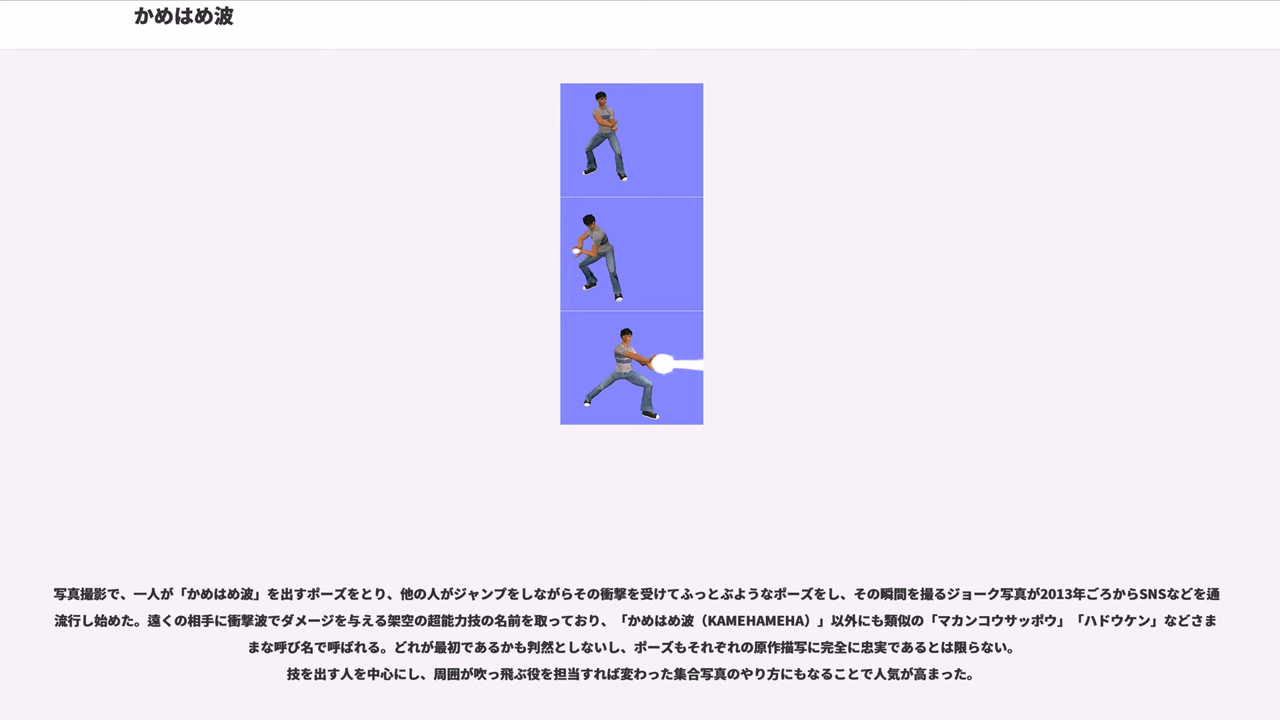 かめはめ波
写真撮影で、一人が「かめはめ波」を出すポーズをとり、他の人がジャンプをしながらその衝撃を受けてふっとぶようなポーズをし、その瞬間を撮るジョーク写真が2013年ごろからSNSなどを通
流行し始めた。遠くの相手に衝撃波でダメージを与える架空の超能力技の名前を取っており、「かめはめ波（KAMEHAMEHA）」以外にも類似の「マカンコウサッポウ」「ハドウケン」などさま
まな呼び名で呼ばれる。どれが最初であるかも判然としないし、ポーズもそれぞれの原作描写に完全に忠実であるとは限らない。
技を出す人を中心にし、周囲が吹っ飛ぶ役を担当すれば変わった集合写真のやり方にもなることで人気が高まった。